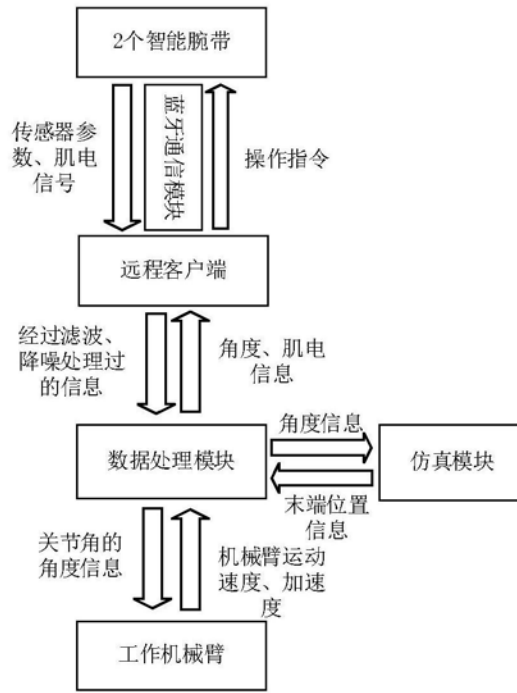 2个智能腕带
传感器参
数、肌电
信号
蓝牙通信模块
操作指令
远程客户端
经过滤波、
降噪处理过
的信息
角度、肌电
信息
数据处理模块
角度信息
仿真模块
末端位置
信息
关节角的
角度信息
机械臂运动
速度、加速
度
工作机械臂